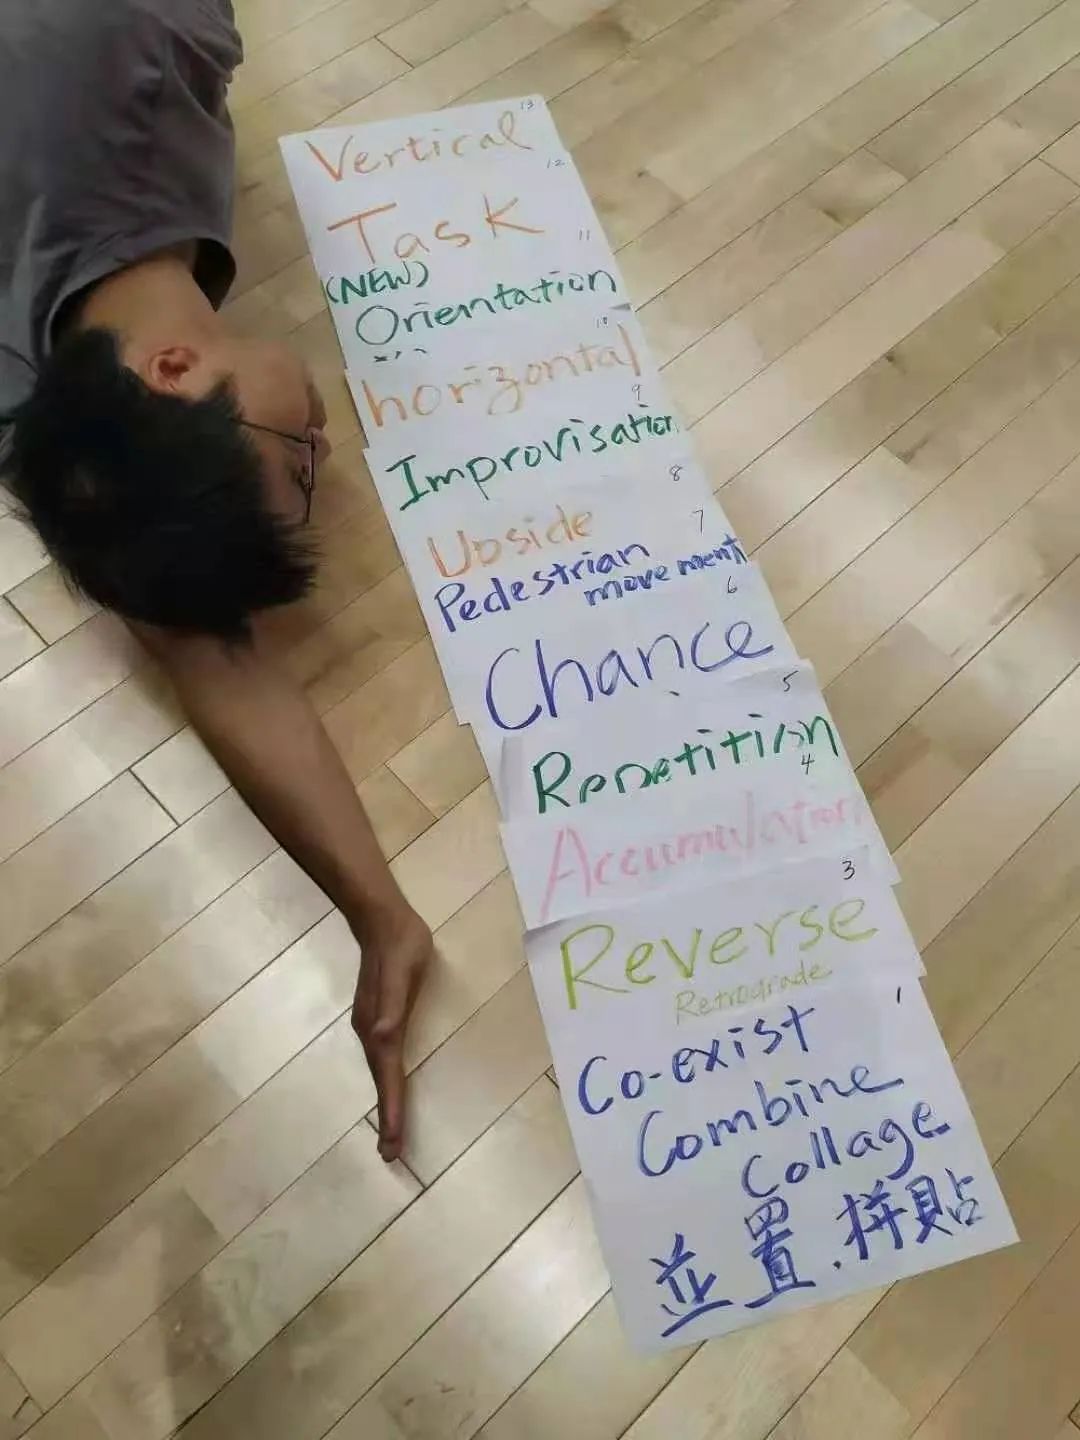 13
Vertical
12
Task
11
(NEW)
Orientation
10
horizontal
9
Improvisation
8
Upside
7
Pedestrian
movement
6
Chance
5
Repetition
4
Accumulation
3
Reverse
Retrograde
1
Co-exist
Combine
Collage
並置.拼貼